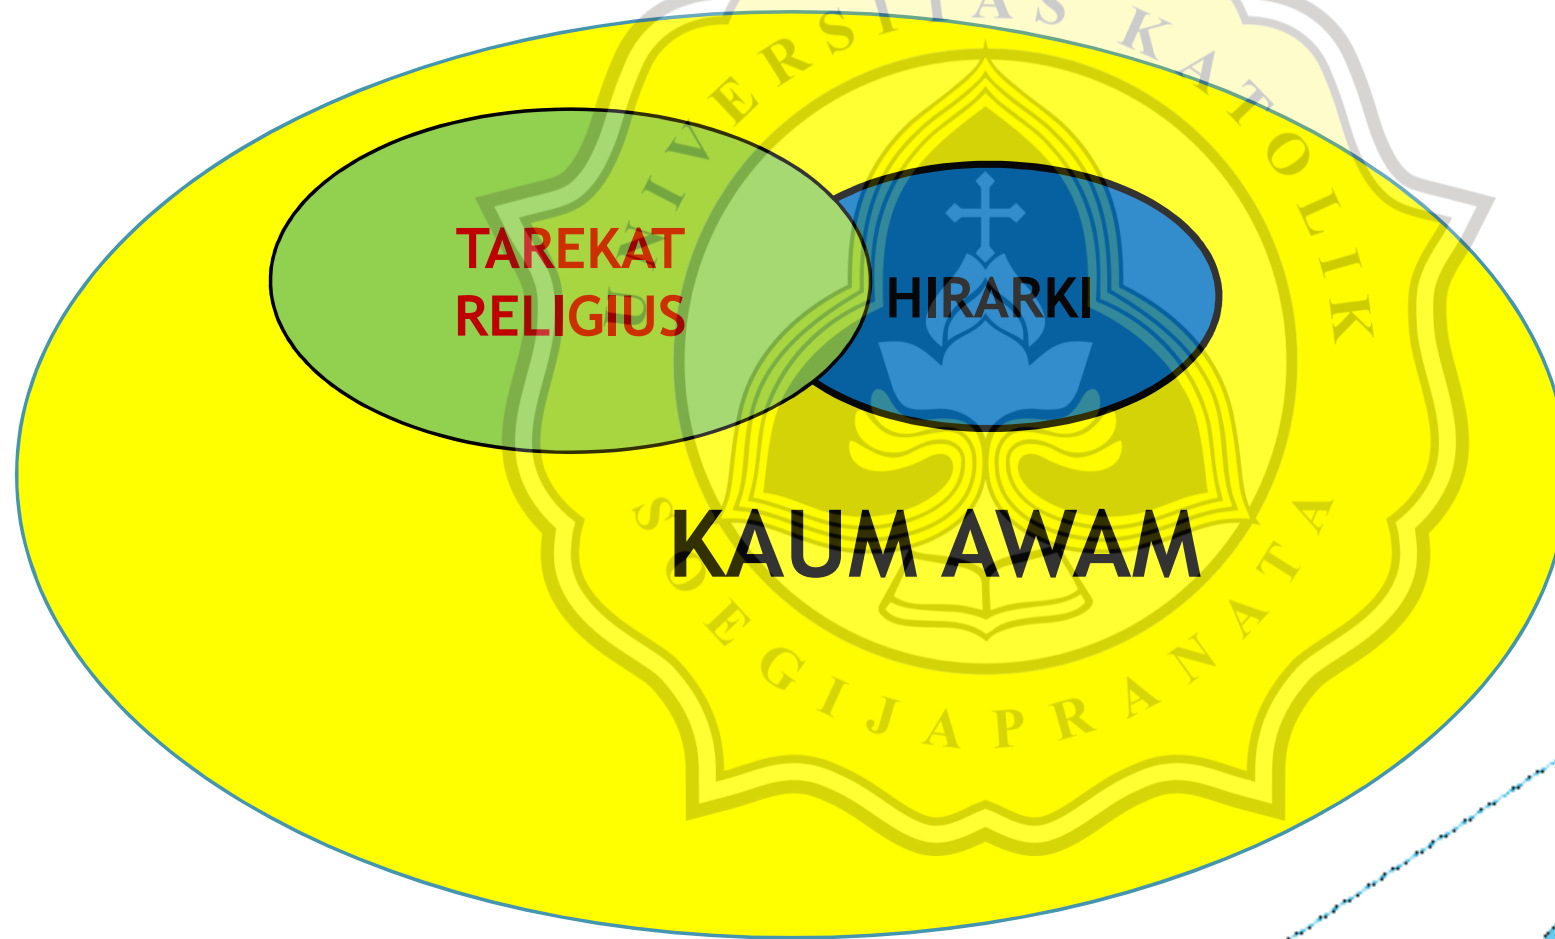 UNIVERSITAS KATOLIK
TAREKAT
RELIGIUS
HIRARKI
KAUM AWAM
SOEGIJAPRANATA